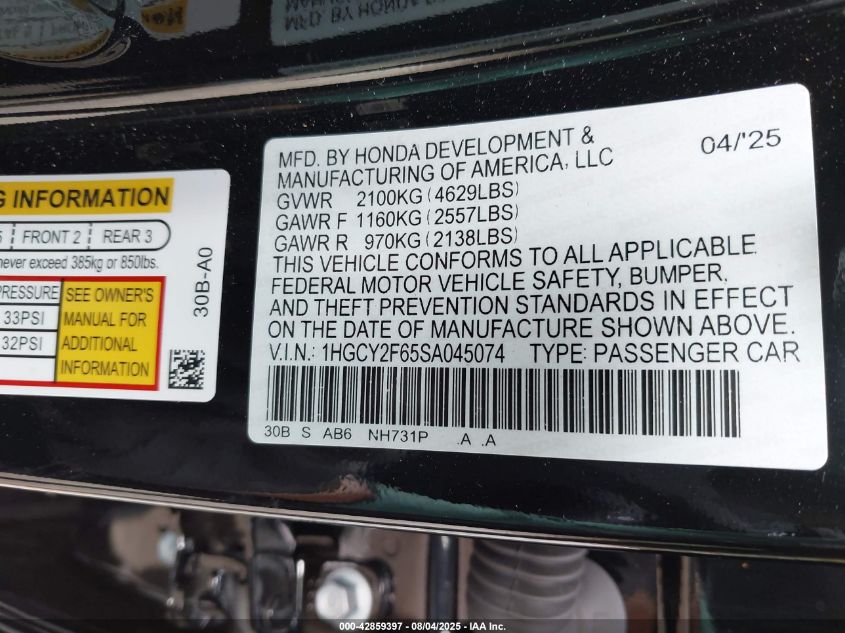 MFD. BY HONDA DEVELOPMENT &
MANUFACTURING OF AMERICA, LLC
04/'25
GVWR 2100KG (4629LBS)
GAWR F 1160KG (2557LBS)
GAWR R 970KG (2138LBS)
THIS VEHICLE CONFORMS TO ALL APPLICABLE
FEDERAL MOTOR VEHICLE SAFETY, BUMPER,
AND THEFT PREVENTION STANDARDS IN EFFECT
ON THE DATE OF MANUFACTURE SHOWN ABOVE.
V.I.N.: 1HGCY2F65SA045074 TYPE: PASSENGER CAR
30B S AB6 NH731P .A .A
INFORMATION
FRONT 2 REAR 3
never exceed 385kg or 850lbs.
PRESSURE
33PSI
32PSI
SEE OWNER'S
MANUAL FOR
ADDITIONAL
INFORMATION
30B-A0
000-42859397 - 08/04/2025 - IAA Inc.